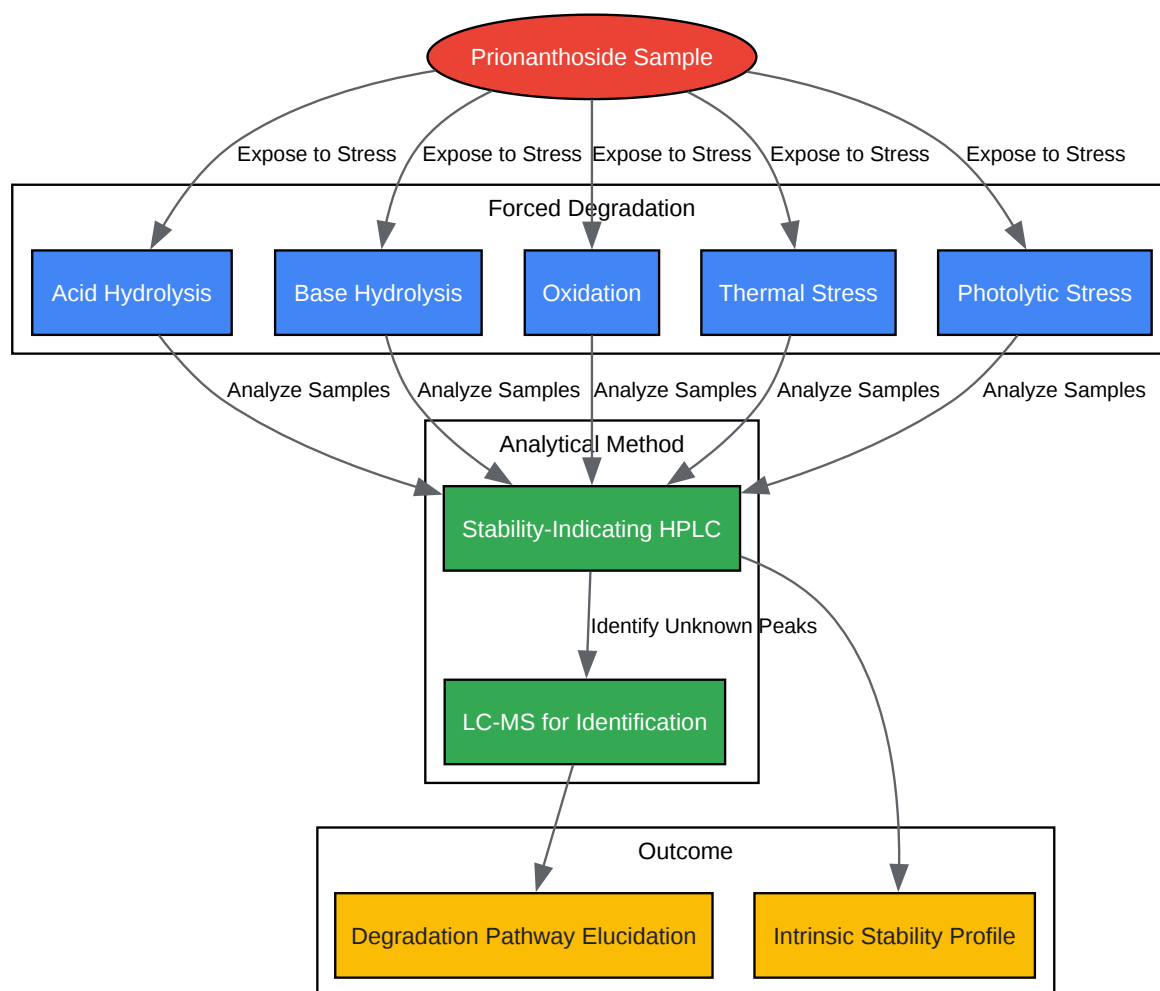 Prionanthoside Sample
Expose to Stress
Expose to Stress
Expose to Stress
Expose to Stress
Expose to Stress
Forced Degradation
Acid Hydrolysis
Base Hydrolysis
Oxidation
Thermal Stress
Photolytic Stress
Analyze Samples
Analyze Samples
Analyze Samples
Analyze Samples
Analyze Samples
Analytical Method
Stability-Indicating HPLC
Identify Unknown Peaks
LC-MS for Identification
Outcome
Degradation Pathway Elucidation
Intrinsic Stability Profile